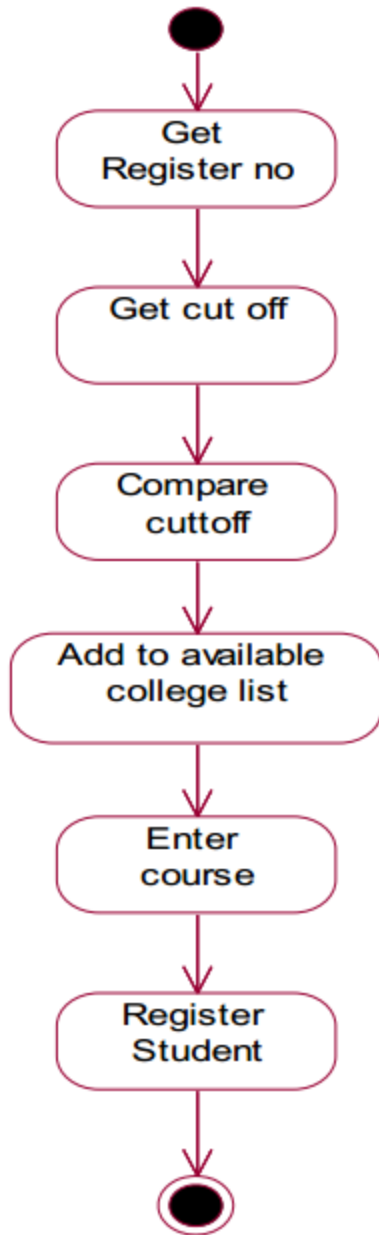 Get
Register no
Get cut off
Compare
cuttoff
Add to available
college list
Enter
course
Register
Student